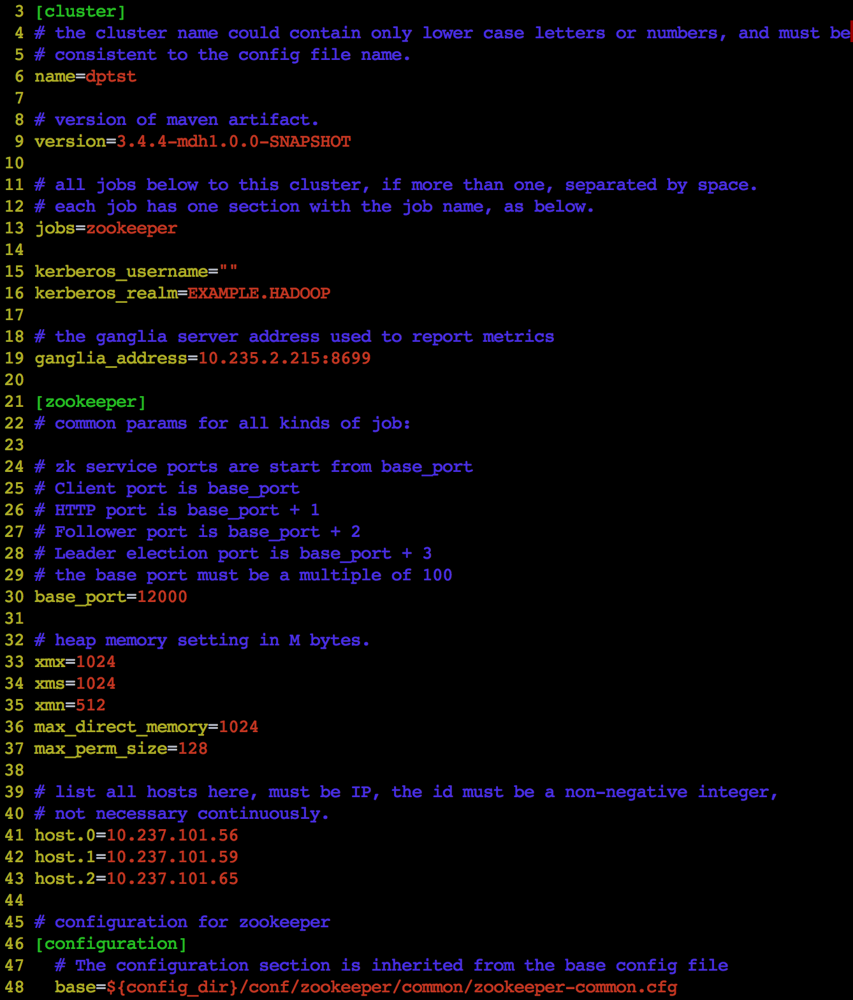 3 [cluster]
4 # the cluster name could contain only lower case letters or numbers, and must be
5 # consistent to the config file name.
6 name=dptst
7
8 # version of maven artifact.
9 version=3.4.4-mdh1.0.0-SNAPSHOT
10
11 # all jobs below to this cluster, if more than one, separated by space.
12 # each job has one section with the job name, as below.
13 jobs=zookeeper
14
15 kerberos_username=""
16 kerberos_realm=EXAMPLE.HADOOP
17
18 # the ganglia server address used to report metrics
19 ganglia_address=10.235.2.215:8699
20
21 [zookeeper]
22 # common params for all kinds of job:
23
24 # zk service ports are start from base_port
25 # Client port is base_port
26 # HTTP port is base_port + 1
27 # Follower port is base_port + 2
28 # Leader election port is base_port + 3
29 # the base port must be a multiple of 100
30 base_port=12000
31
32 # heap memory setting in M bytes.
33 xmx=1024
34 xms=1024
35 xmn=512
36 max_direct_memory=1024
37 max_perm_size=128
38
39 # list all hosts here, must be IP, the id must be a non-negative integer,
40 # not necessary continuously.
41 host.0=10.237.101.56
42 host.1=10.237.101.59
43 host.2=10.237.101.65
44
45 # configuration for zookeeper
46 [configuration]
47   # The configuration section is inherited from the base config file
48   base=${config_dir}/conf/zookeeper/common/zookeeper-common.cfg